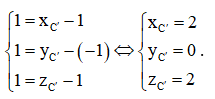 1 = x_{C'} − 1 ⇔ x_{C'} = 2
1 = y_{C'} − (−1) y_{C'} = 0 .
1 = z_{C'} − 1 z_{C'} = 2